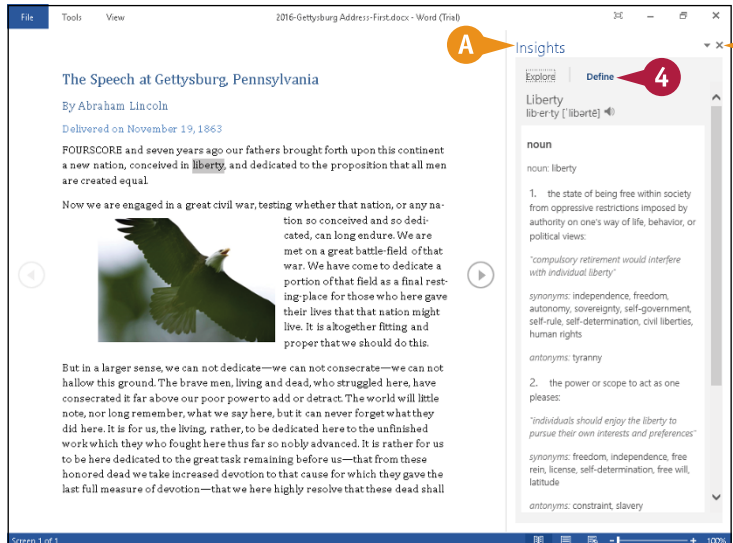 File Tools View 2016-Gettysburg Address-First.docx - Word (Trial)
A
Insights
Explore Define
4
The Speech at Gettysburg, Pennsylvania
By Abraham Lincoln
Delivered on November 19, 1863
FOURSCORE and seven years ago our fathers brought forth upon this continent
a new nation, conceived in liberty, and dedicated to the proposition that all men
are created equal.
Now we are engaged in a great civil war, testing whether that nation, or any na-
tion so conceived and so dedi-
cated, can long endure. We are
met on a great battle-field of that
war. We have come to dedicate a
portion of that field as a final rest-
ing-place for those who here gave
their lives that that nation might
live. It is altogether fitting and
proper that we should do this.
But in a larger sense, we can not dedicate—we can not consecrate—we can not
hallow this ground. The brave men, living and dead, who struggled here, have
consecrated it far above our poor power to add or detract. The world will little
note, nor long remember, what we say here, but it can never forget what they
did here. It is for us, the living, rather, to be dedicated here to the unfinished
work which they who fought here thus far so nobly advanced. It is rather for us
to be here dedicated to the great task remaining before us—that from these
honored dead we take increased devotion to that cause for which they gave the
last full measure of devotion—that we here highly resolve that these dead shall
Liberty
lib·er·ty [ˈlibərtē]
noun
noun: liberty
1. the state of being free within society
from oppressive restrictions imposed by
authority on one's way of life, behavior, or
political views:
"compulsory retirement would interfere
with individual liberty"
synonyms: independence, freedom,
autonomy, sovereignty, self-government,
self-rule, self-determination, civil liberties,
human rights
antonyms: tyranny
2. the power or scope to act as one
pleases:
"individuals should enjoy the liberty to
pursue their own interests and preferences"
synonyms: freedom, independence, free
rein, license, self-determination, free will,
latitude
antonyms: constraint, slavery
Screen 1 of 1 100%